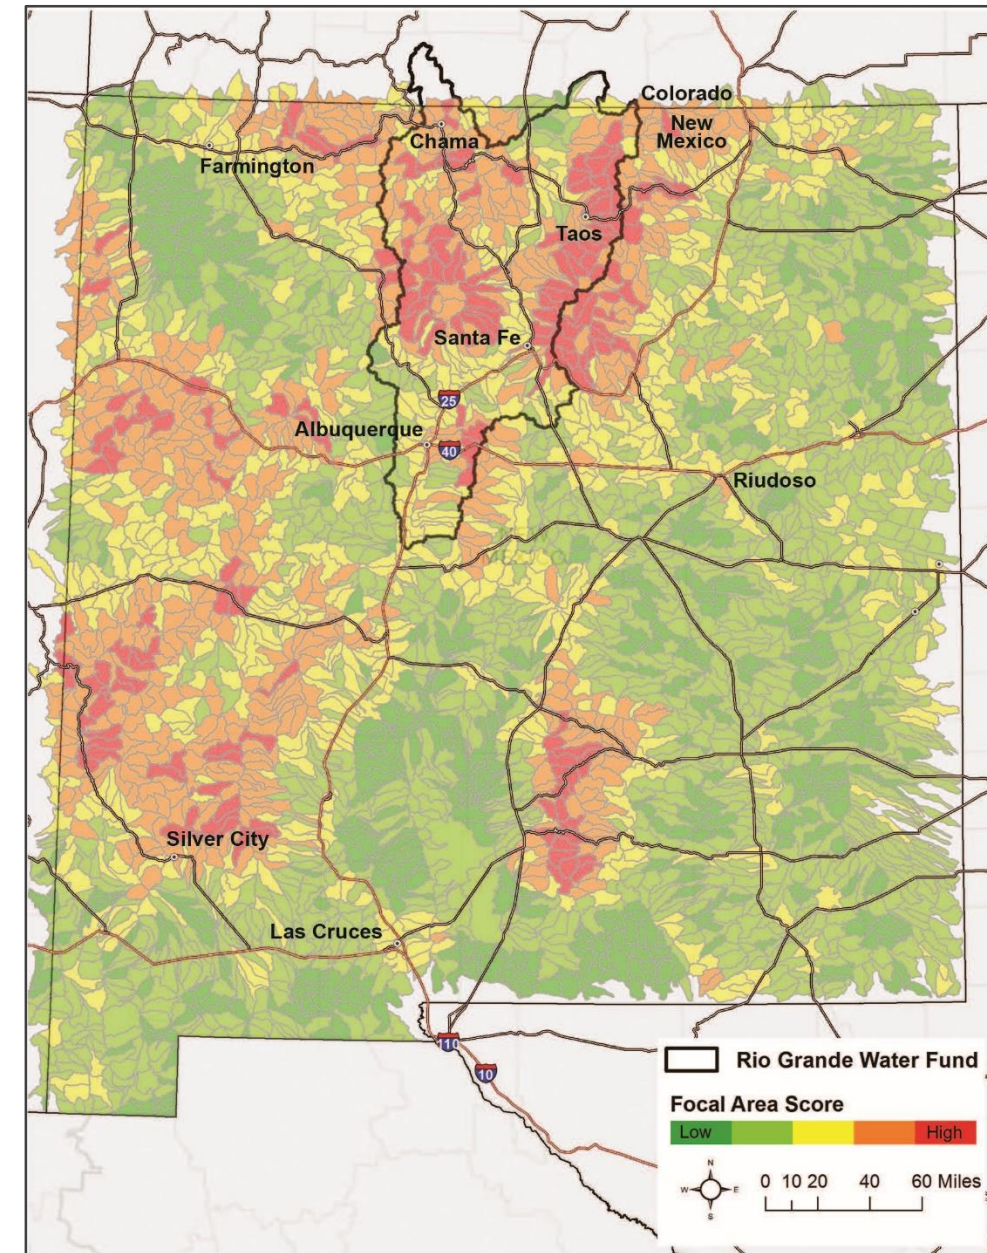 Colorado
New
Mexico
Chama
Farmington
Taos
Santa Fe
25
Albuquerque
40
Riudoso
Silver City
Las Cruces
110
10
Rio Grande Water Fund
Focal Area Score
Low
High
N
W
E
S
0 10 20 40 60 Miles